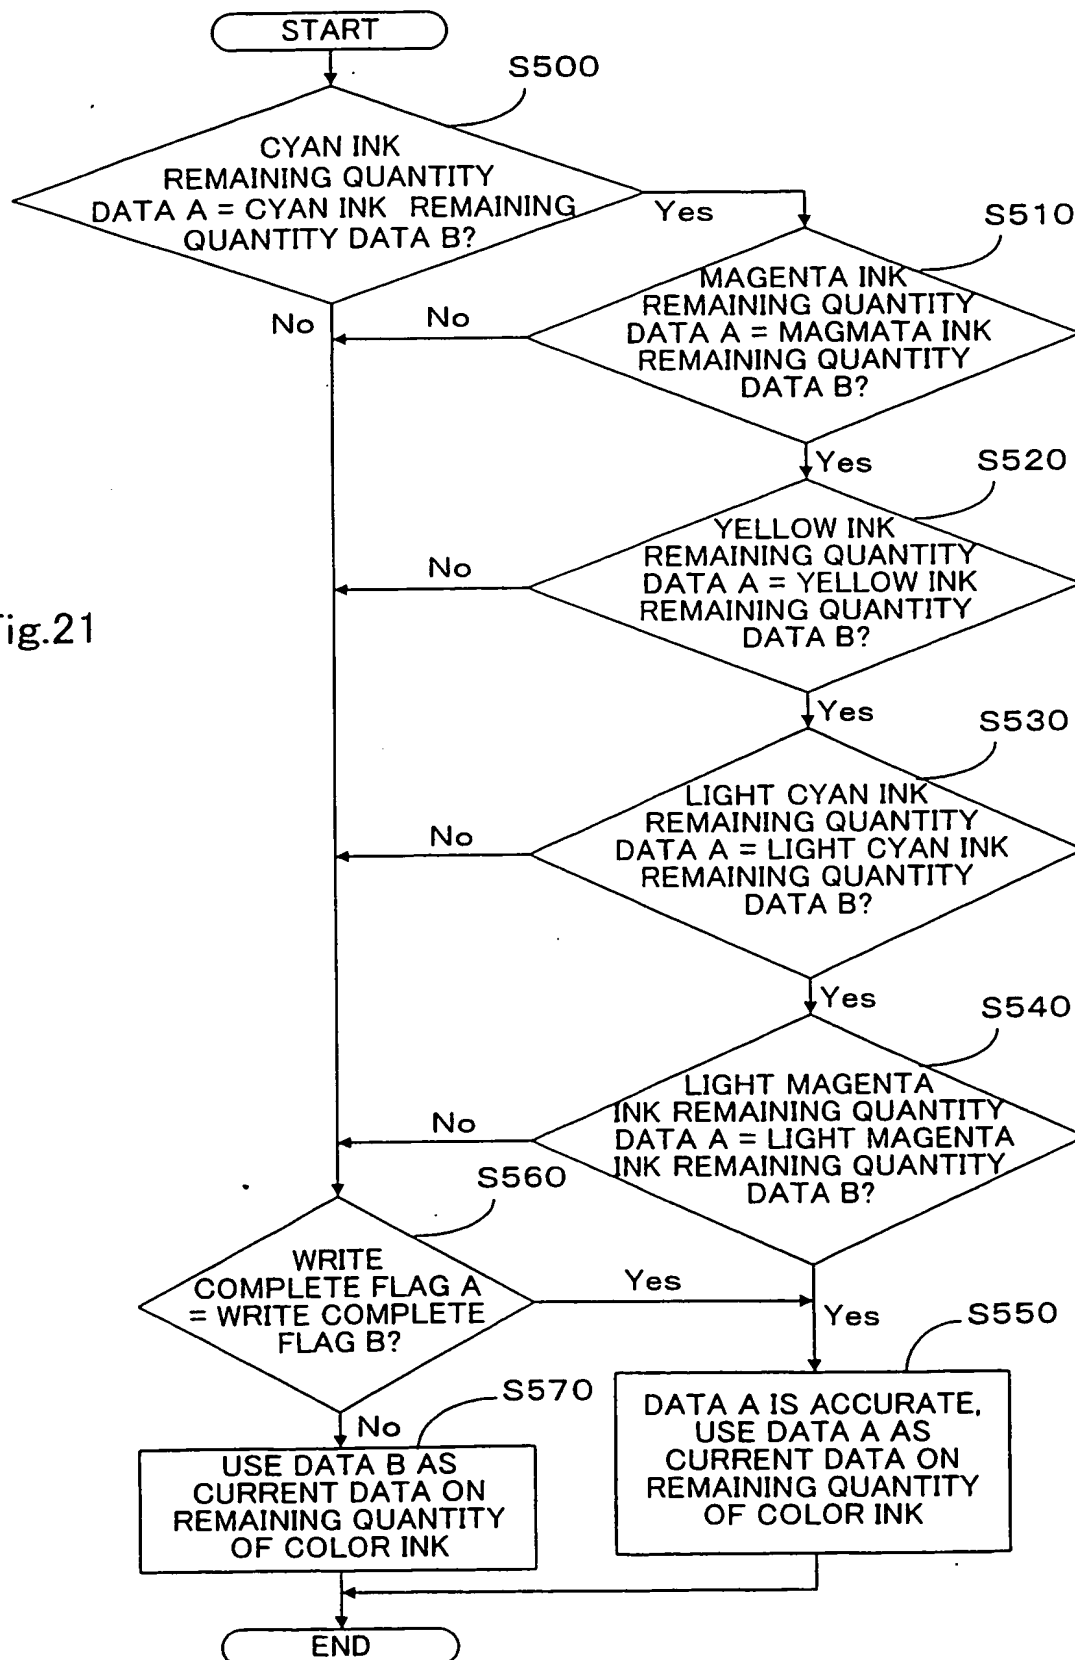 START
S500
CYAN INK
REMAINING QUANTITY
DATA A = CYAN INK REMAINING
QUANTITY DATA B?
Yes
No
S510
MAGENTA INK
REMAINING QUANTITY
DATA A = MAGMATA INK
REMAINING QUANTITY
DATA B?
No
Yes
S520
YELLOW INK
REMAINING QUANTITY
DATA A = YELLOW INK
REMAINING QUANTITY
DATA B?
No
Yes
ig.21
S530
LIGHT CYAN INK
REMAINING QUANTITY
DATA A = LIGHT CYAN INK
REMAINING QUANTITY
DATA B?
No
Yes
S540
LIGHT MAGENTA
INK REMAINING QUANTITY
DATA A = LIGHT MAGENTA
INK REMAINING QUANTITY
DATA B?
No
Yes
S560
WRITE
COMPLETE FLAG A
= WRITE COMPLETE
FLAG B?
Yes
No
S550
DATA A IS ACCURATE,
USE DATA A AS
CURRENT DATA ON
REMAINING QUANTITY
OF COLOR INK
S570
USE DATA B AS
CURRENT DATA ON
REMAINING QUANTITY
OF COLOR INK
END